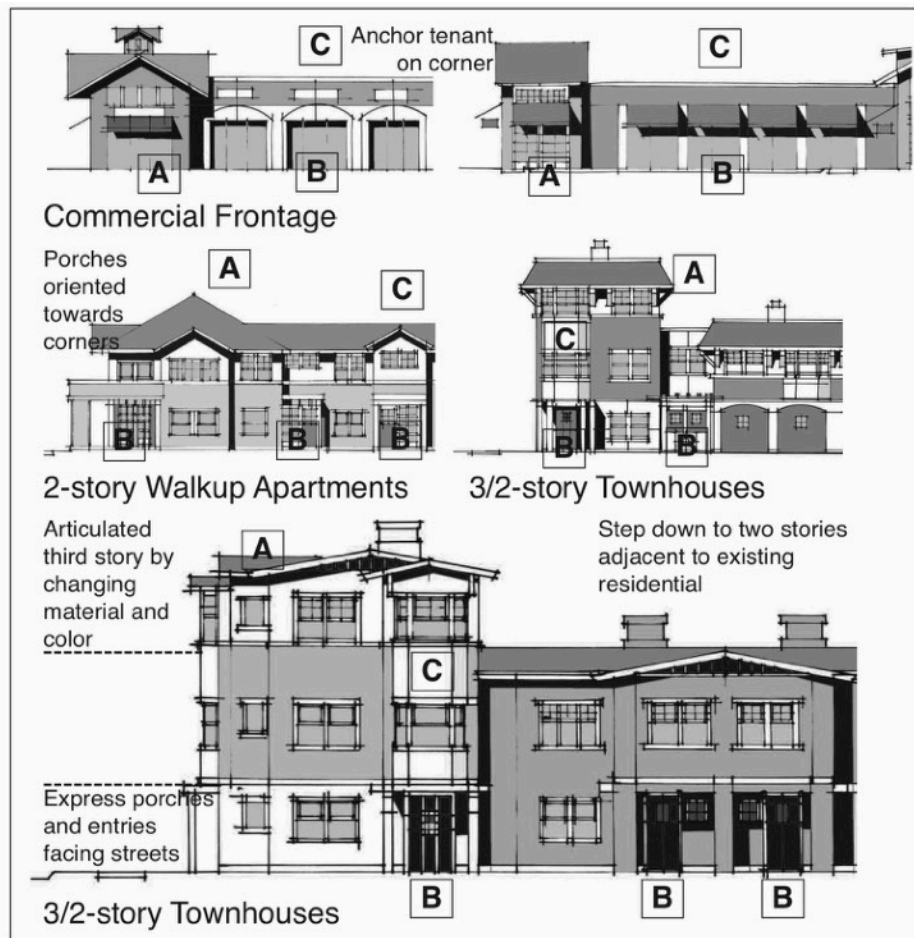 C
Anchor tenant
on corner
C
A
B
A
B
Commercial Frontage
Porches
oriented
towards
corners
A
C
A
C
B
B
B
B
B
2-story Walkup Apartments
3/2-story Townhouses
Articulated
third story by
changing
material and
color
A
Step down to two stories
adjacent to existing
residential
C
Express porches
and entries
facing streets
B
B
B
3/2-story Townhouses